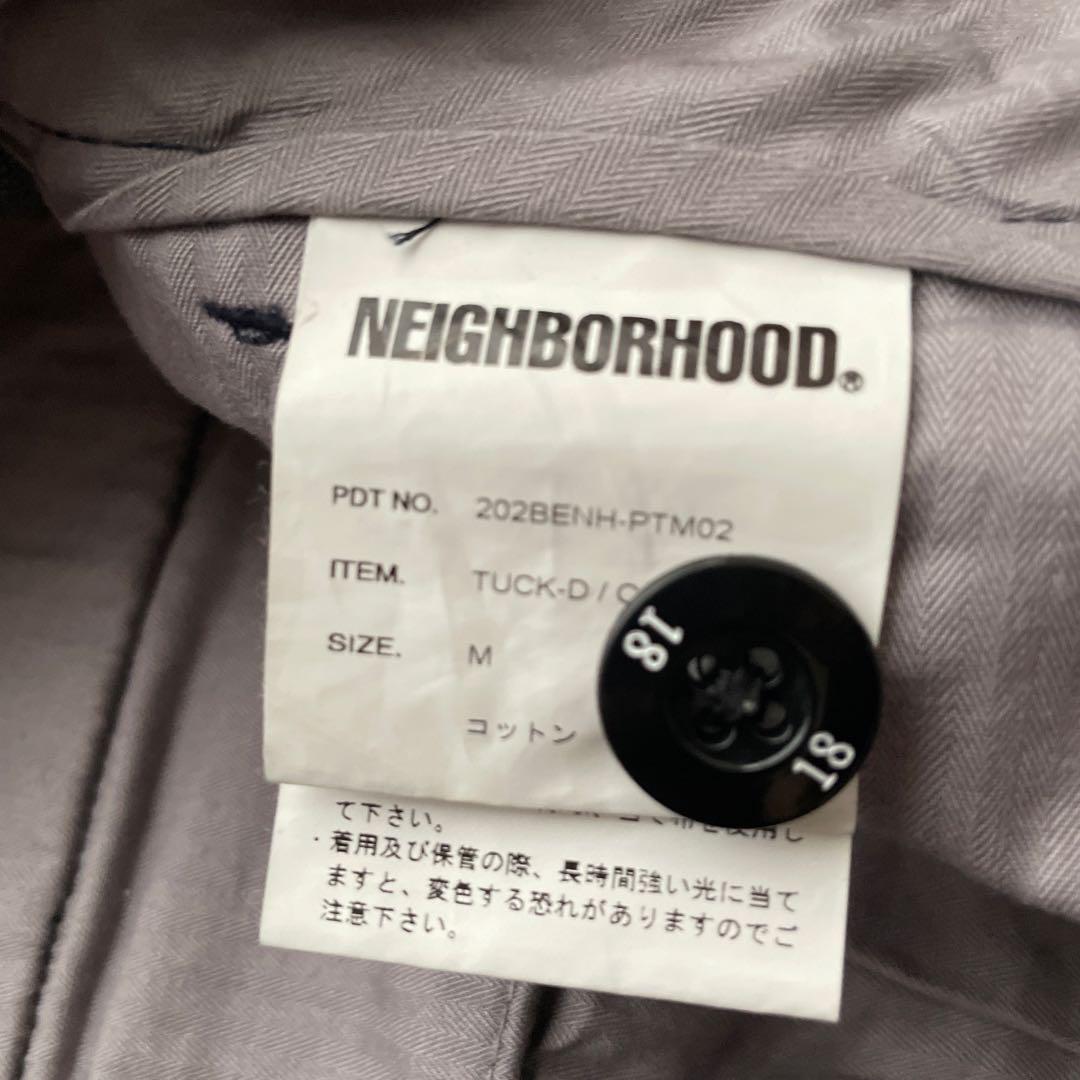 NEIGHBORHOOD®
PDT NO. 202BENH-PTM02
ITEM. TUCK-D / C
SIZE. M
コットン
81
18
て下さい。
・着用及び保管の際、長時間強い光に当て
ますと、変色する恐れがありますのでご
注意下さい。